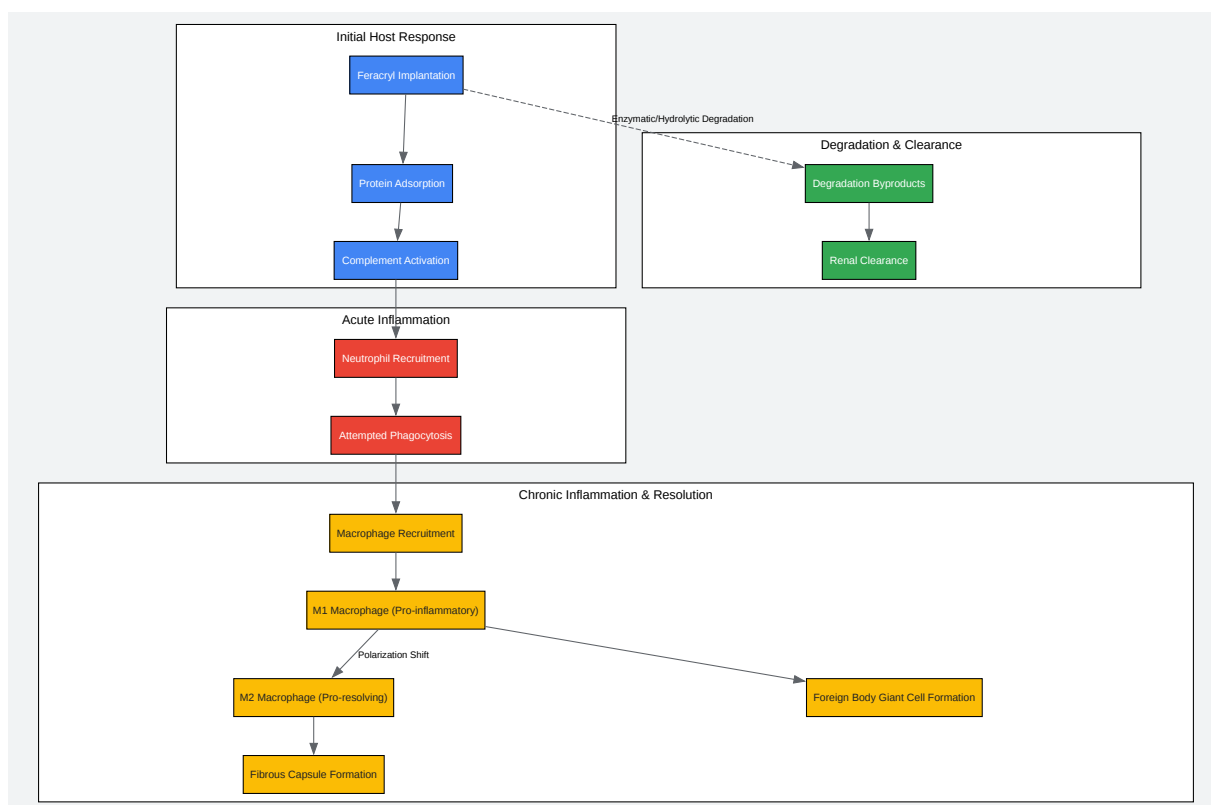 Initial Host Response
Feracryl Implantation
Enzymatic/Hydrolytic Degradation
Degradation & Clearance
Protein Adsorption
Degradation Byproducts
Complement Activation
Renal Clearance
Acute Inflammation
Neutrophil Recruitment
Attempted Phagocytosis
Chronic Inflammation & Resolution
Macrophage Recruitment
M1 Macrophage (Pro-inflammatory)
Polarization Shift
M2 Macrophage (Pro-resolving)
Foreign Body Giant Cell Formation
Fibrous Capsule Formation